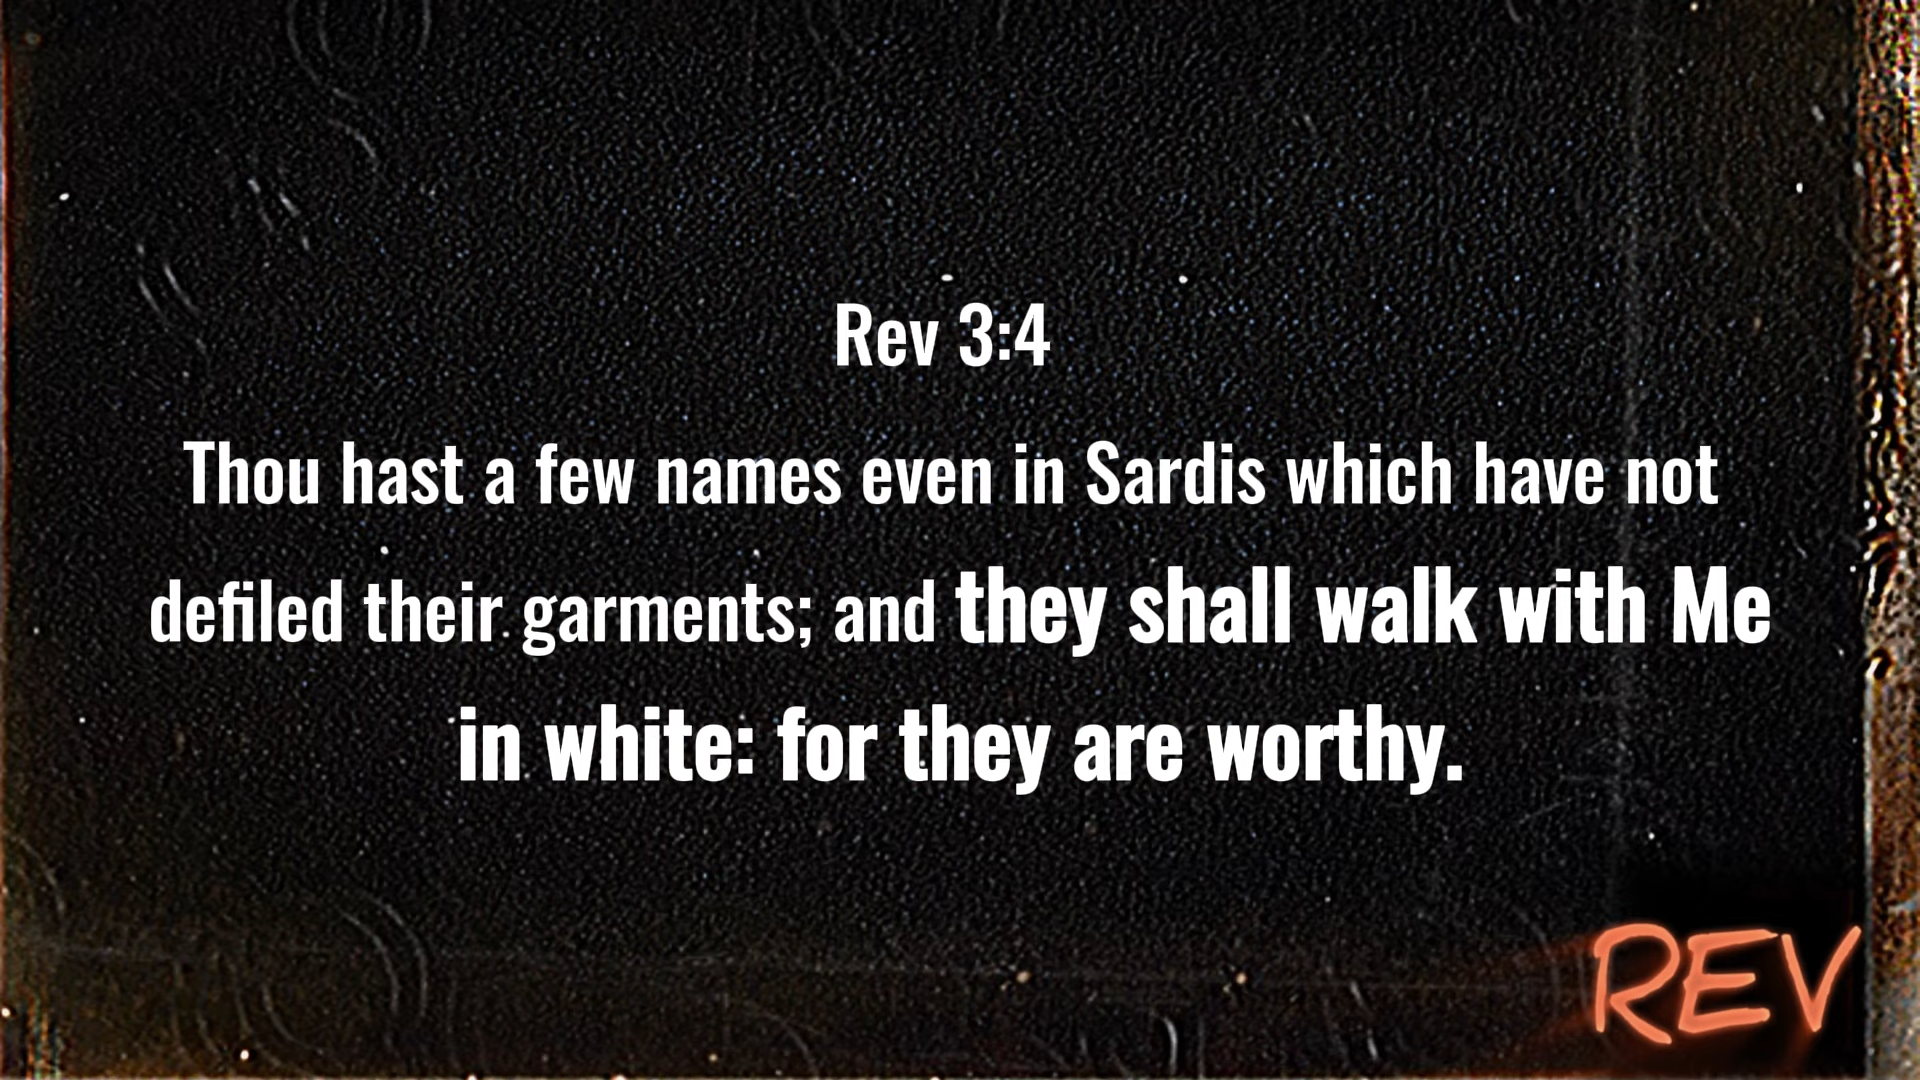 Rev 3:4
Thou hast a few names even in Sardis which have not
defiled their garments; and they shall walk with Me
in white: for they are worthy.
REV